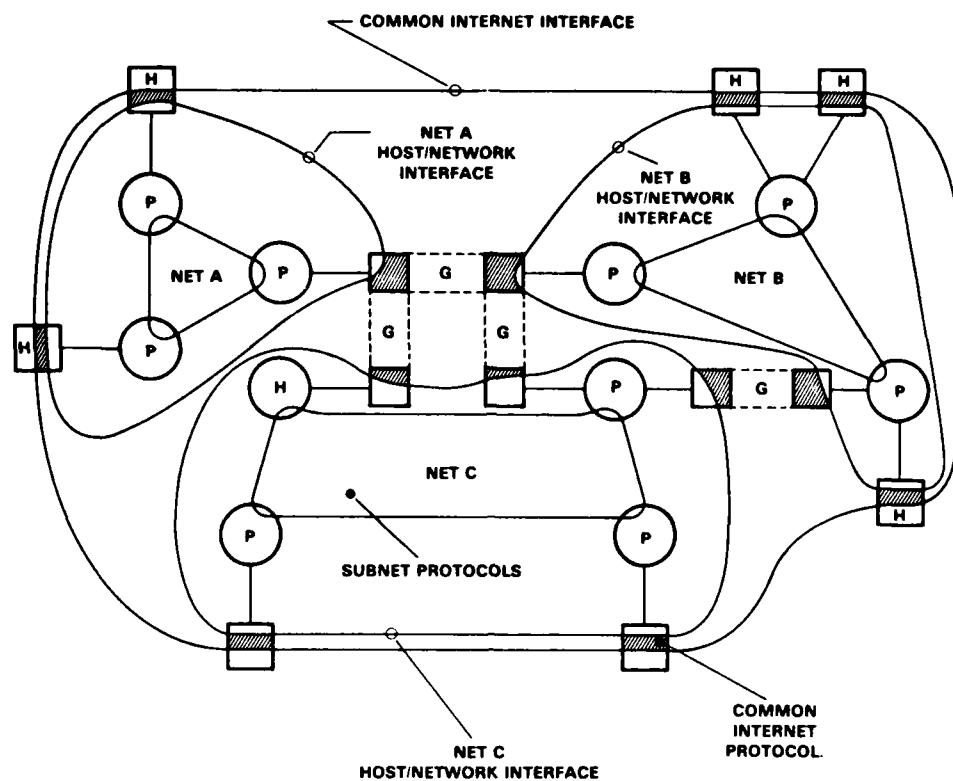 COMMON INTERNET INTERFACE
H
H
H
NET A
HOST/NETWORK
INTERFACE
NET B
HOST/NETWORK
INTERFACE
P
P
NET A
P
G
P
NET B
G
G
H
P
H
P
G
P
NET C
H
P
P
SUBNET PROTOCOLS
COMMON
INTERNET
PROTOCOL.
NET C
HOST/NETWORK INTERFACE